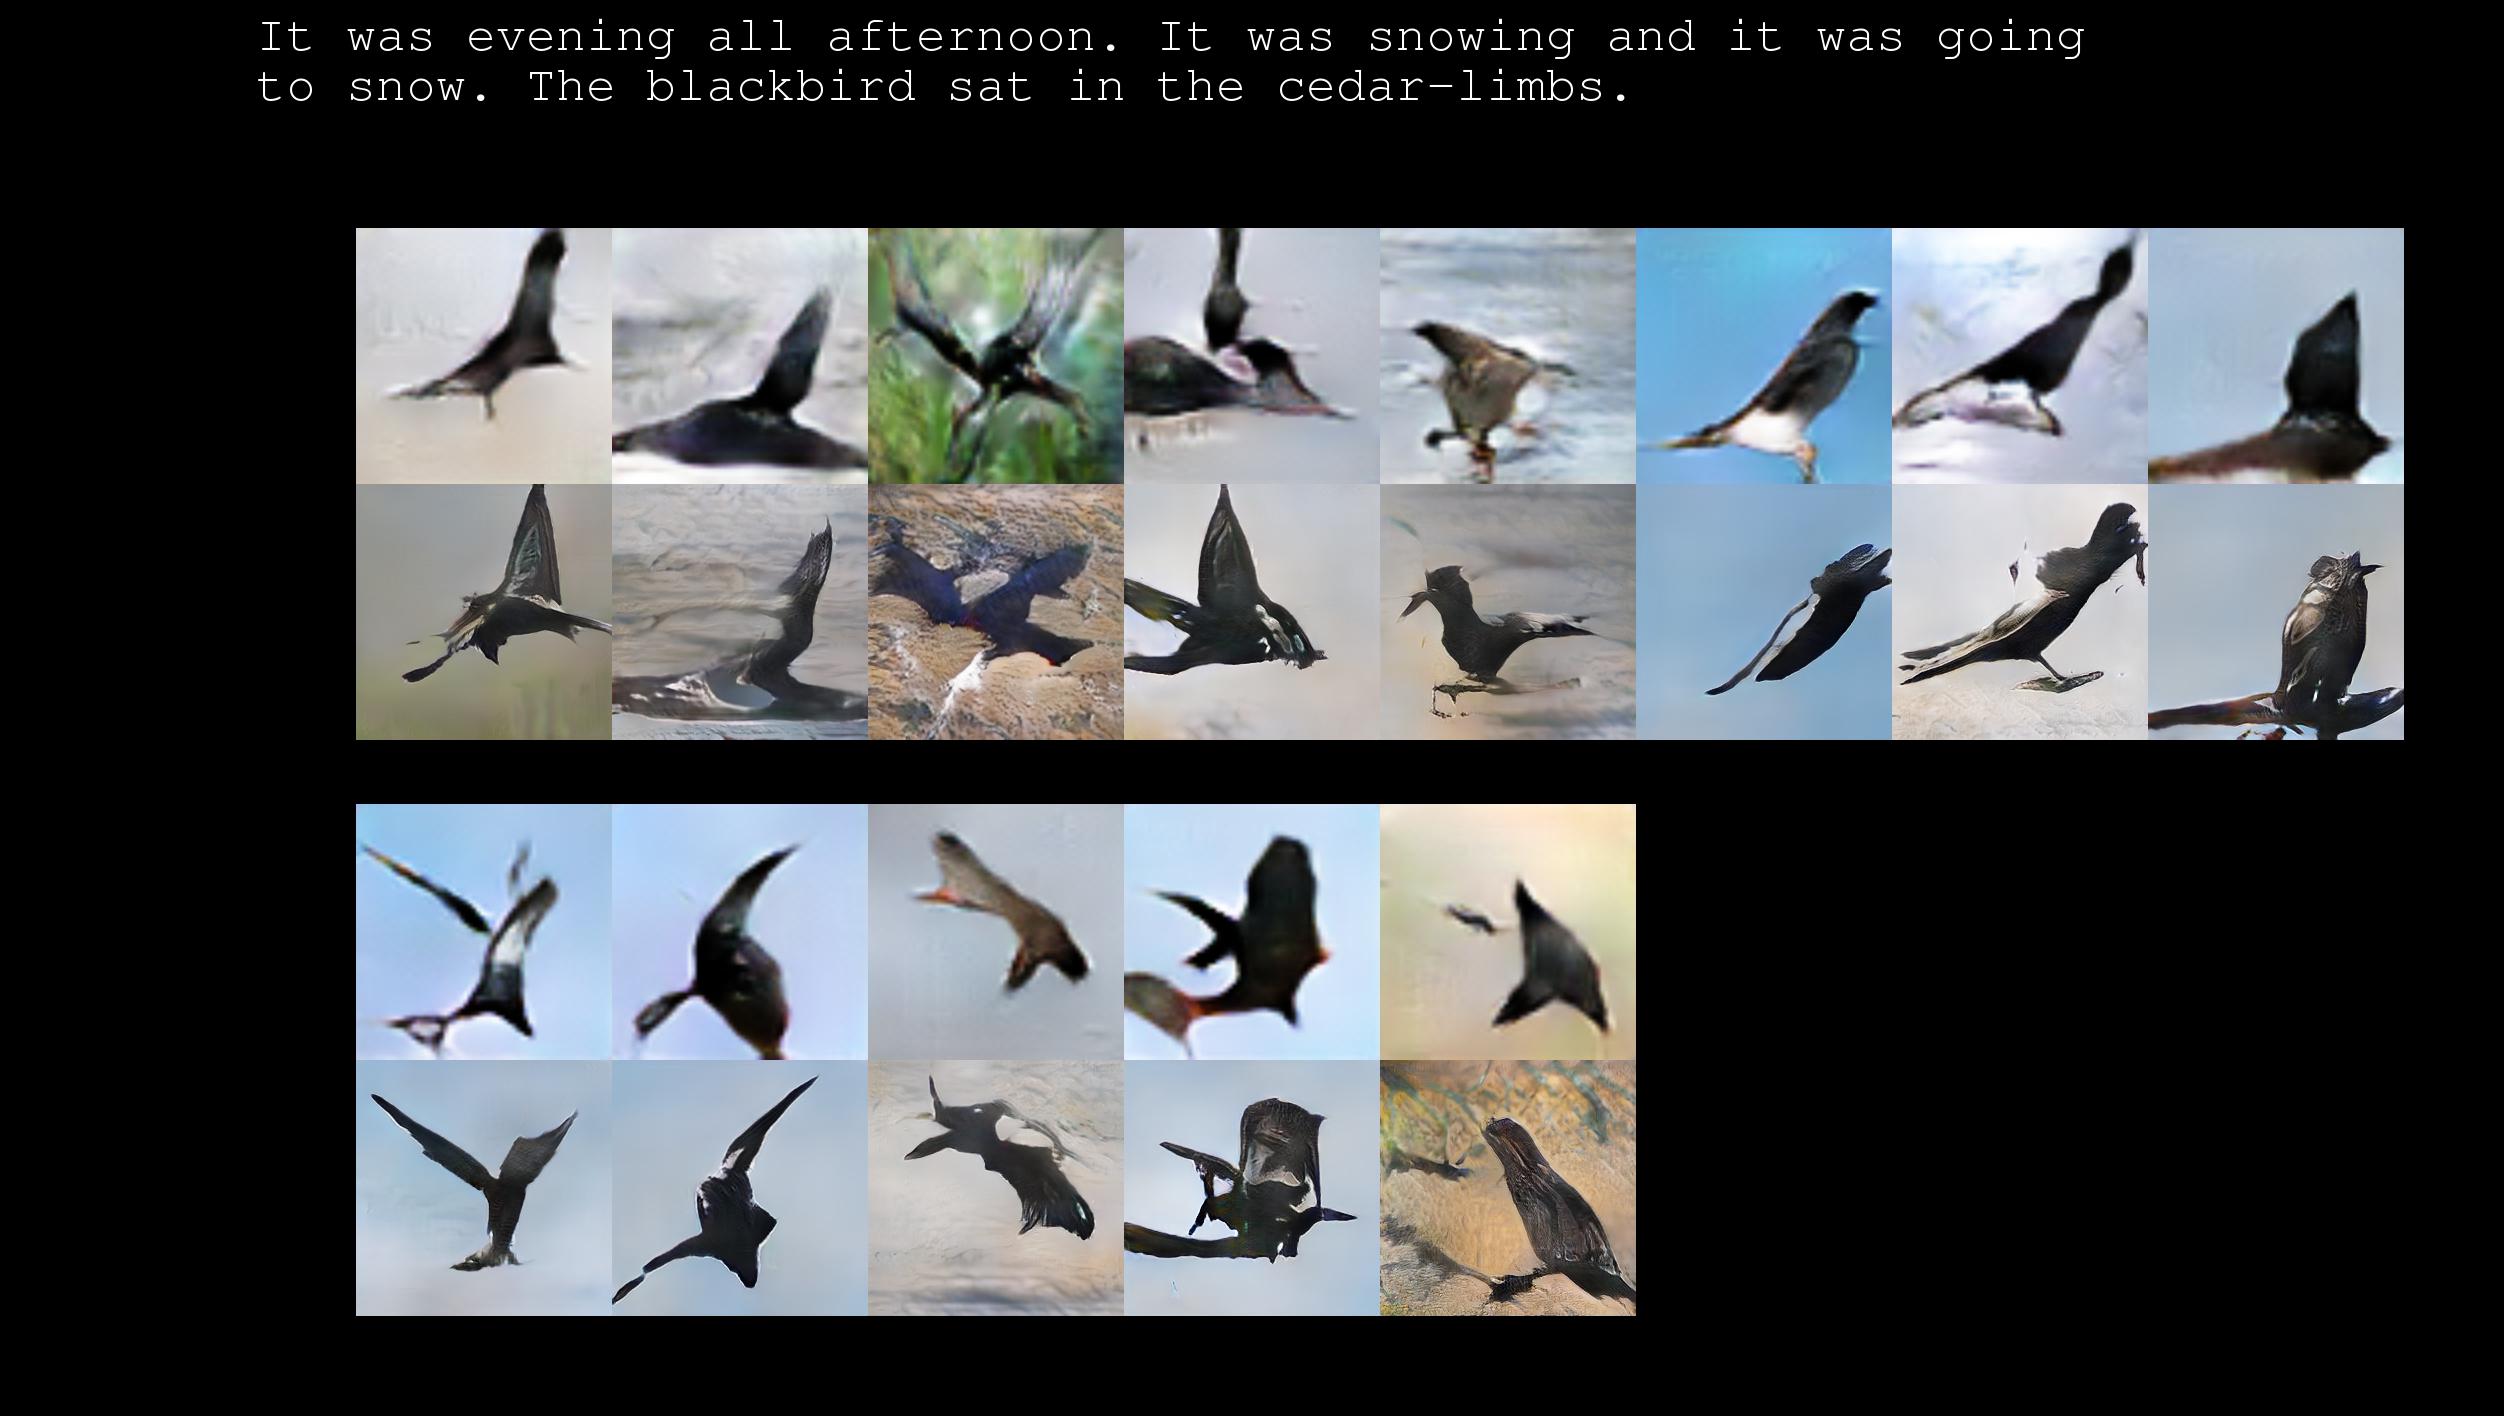 It was evening all afternoon. It was snowing and it was going
to snow. The blackbird sat in the cedar-limbs.